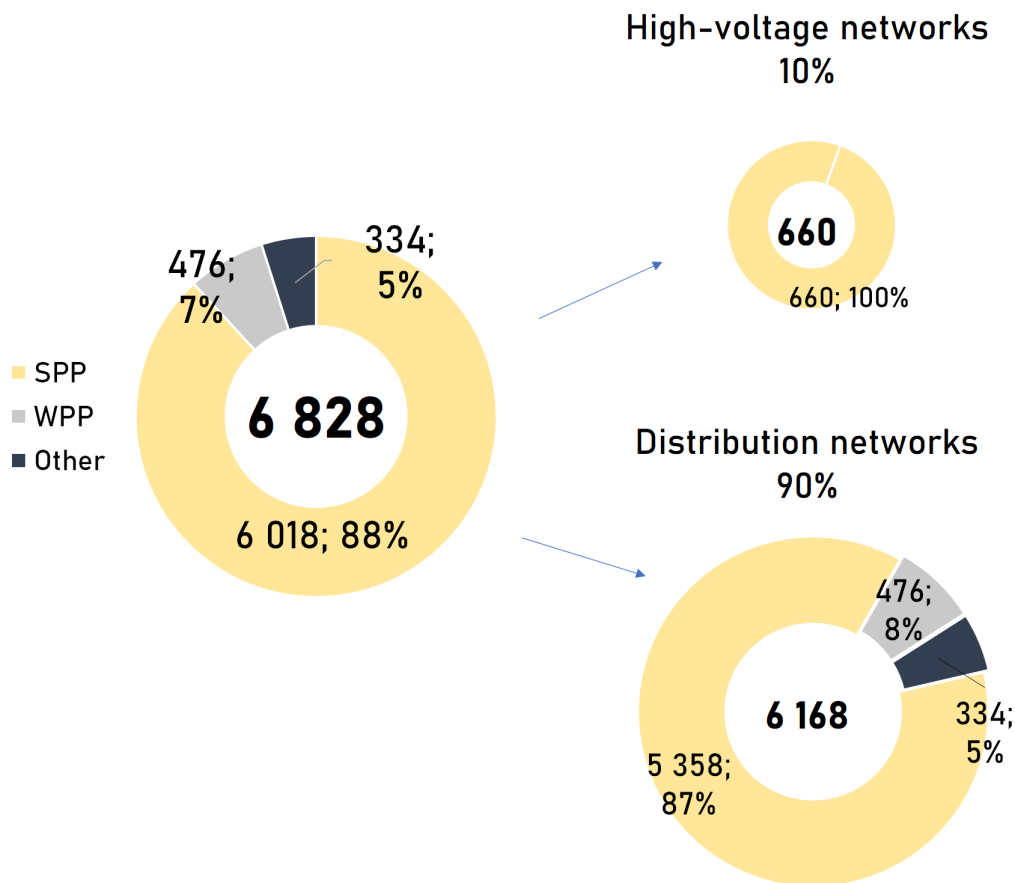 High-voltage networks
10%
660
660; 100%
476;
7%
334;
5%
6 828
6 018; 88%
SPP
WPP
Other
Distribution networks
90%
476;
8%
6 168
334;
5%
5 358;
87%